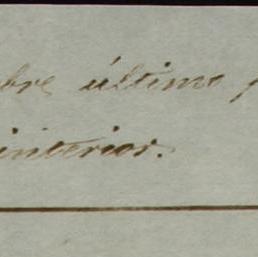 bre último p
interior.